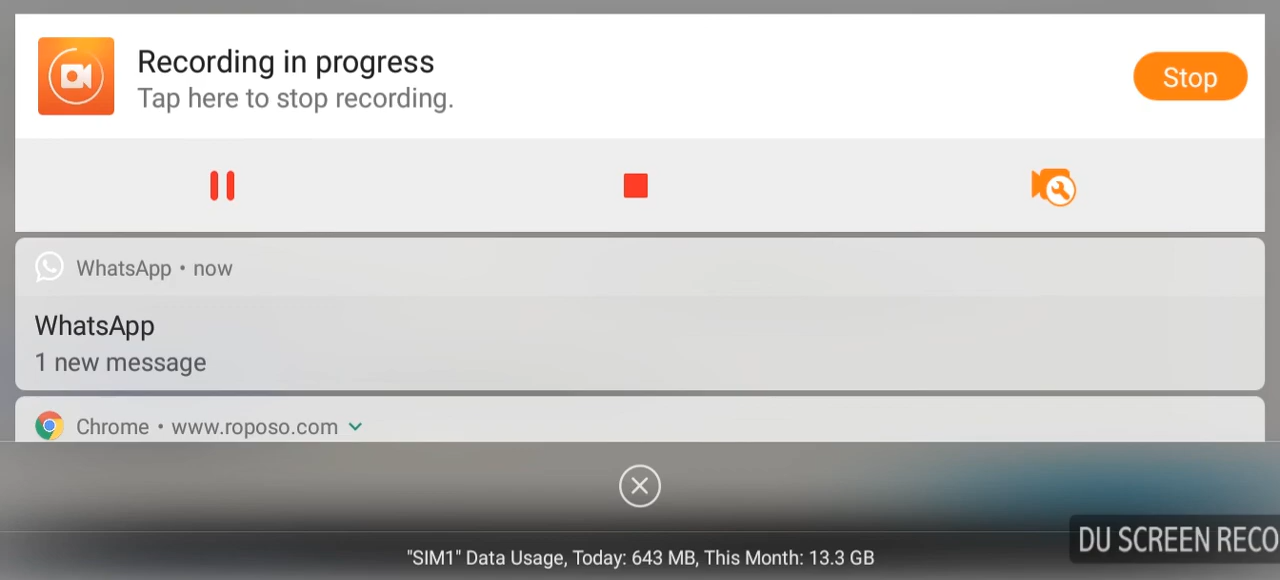 Recording in progress
Tap here to stop recording.
Stop
WhatsApp • now
WhatsApp
1 new message
Chrome • www.roposo.com
DU SCREEN RECO
"SIM1" Data Usage, Today: 643 MB, This Month: 13.3 GB